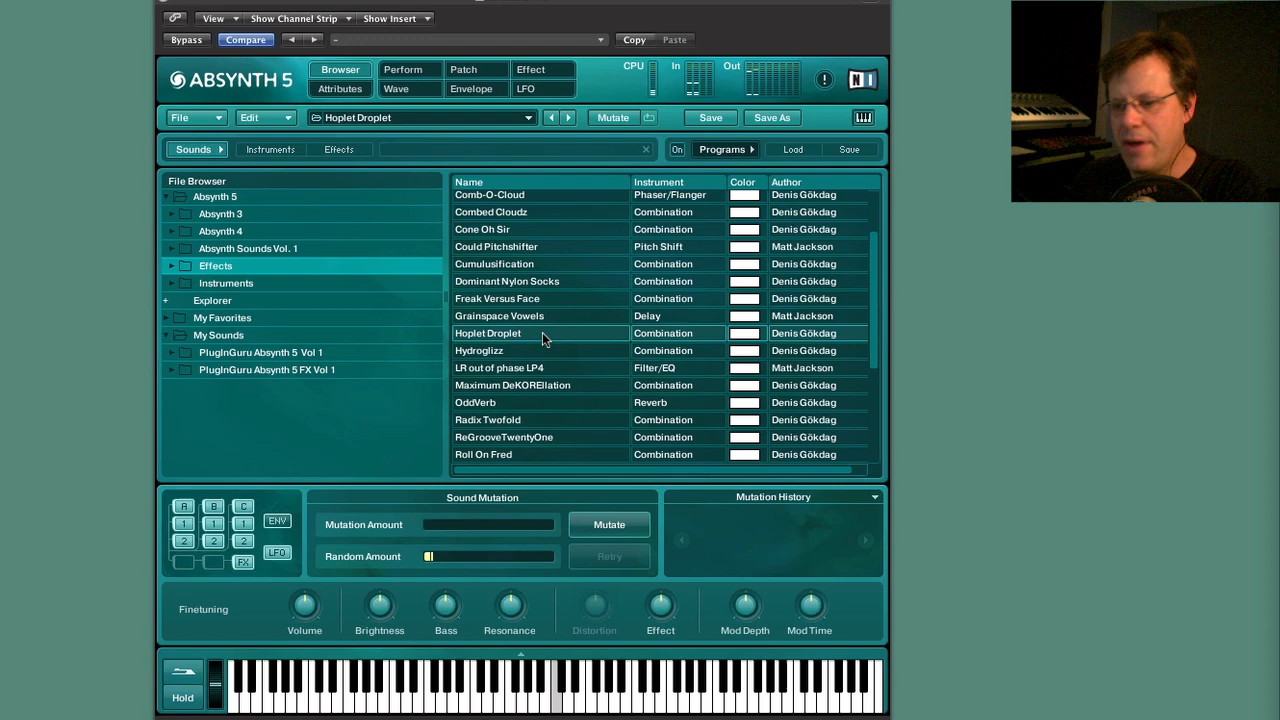 View Show Channel Strip Show Insert
Bypass Compare - Copy Paste
ABSYNTH 5 Browser Perform Patch Effect CPU In Out ! NI
Attributes Wave Envelope LFO
File Edit Hoplet Droplet Mutate Save Save As
Sounds Instruments Effects On Programs Load Save
File Browser
Absynth 5
Absynth 3
Absynth 4
Absynth Sounds Vol. 1
Effects
Instruments
Explorer
My Favorites
My Sounds
PlugInGuru Absynth 5 Vol 1
PlugInGuru Absynth 5 FX Vol 1
Name Instrument Color Author
Comb-O-Cloud Phaser/Flanger Denis Gökdag
Combed Cloudz Combination Denis Gökdag
Cone Oh Sir Combination Denis Gökdag
Could Pitchshifter Pitch Shift Matt Jackson
Cumulusification Combination Denis Gökdag
Dominant Nylon Socks Combination Denis Gökdag
Freak Versus Face Combination Denis Gökdag
Grainspace Vowels Delay Matt Jackson
Hoplet Droplet Combination Denis Gökdag
Hydroglizz Combination Denis Gökdag
LR out of phase LP4 Filter/EQ Matt Jackson
Maximum DeKOREllation Combination Denis Gökdag
OddVerb Reverb Denis Gökdag
Radix Twofold Combination Denis Gökdag
ReGrooveTwentyOne Combination Denis Gökdag
Roll On Fred Combination Denis Gökdag
A B C
1 1 1
2 2 2
FX
ENV
LFO
Sound Mutation
Mutation Amount Mutate
Random Amount Retry
Mutation History
Finetuning Volume Brightness Bass Resonance Distortion Effect Mod Depth Mod Time
Hold